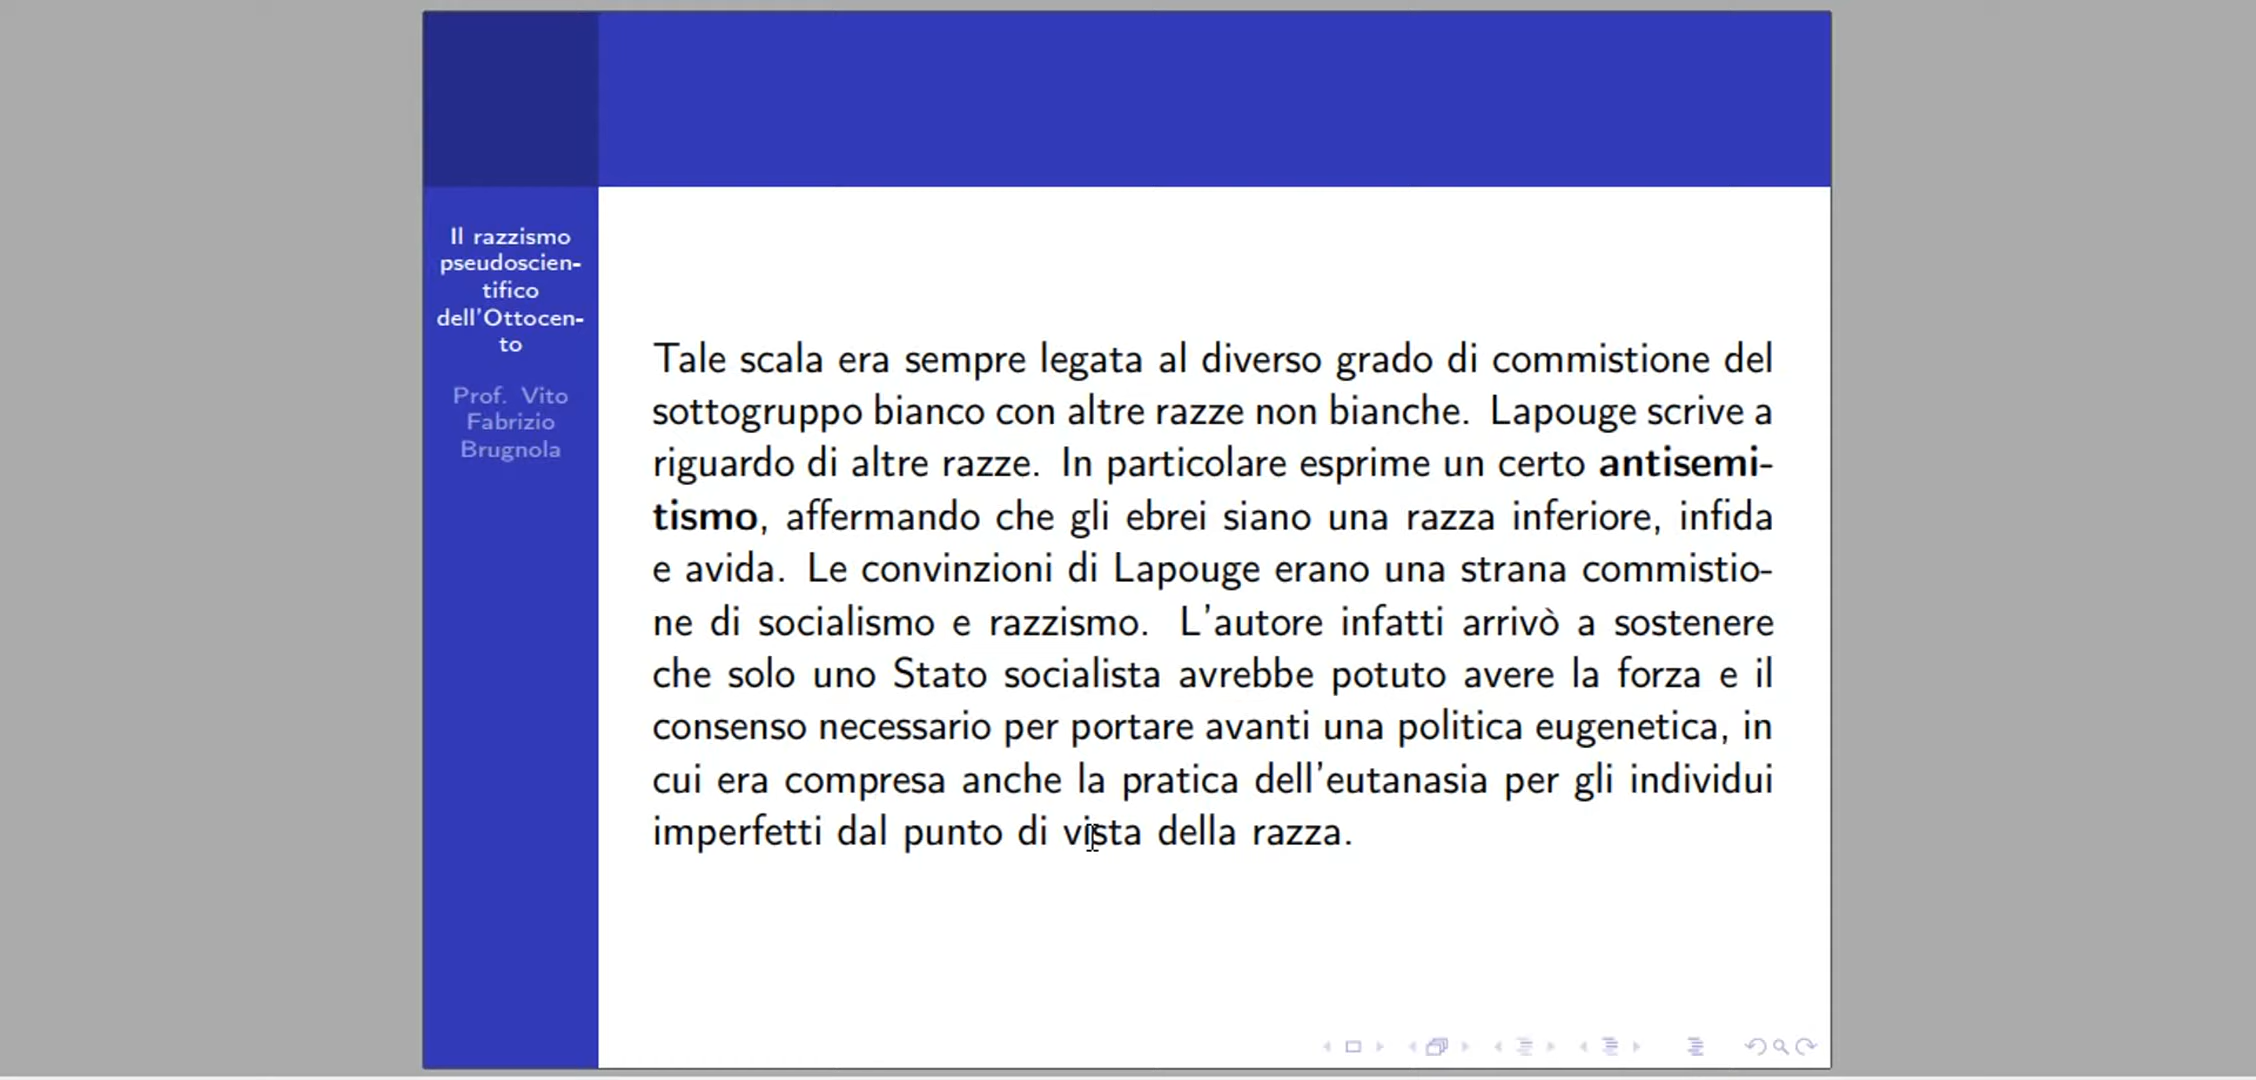 Il razzismo
pseudoscien-
tifico
dell'Ottocen-
to
Prof. Vito
Fabrizio
Brugnola
Tale scala era sempre legata al diverso grado di commistione del
sottogruppo bianco con altre razze non bianche. Lapouge scrive a
riguardo di altre razze. In particolare esprime un certo antisemi-
tismo, affermando che gli ebrei siano una razza inferiore, infida
e avida. Le convinzioni di Lapouge erano una strana commistio-
ne di socialismo e razzismo. L'autore infatti arrivò a sostenere
che solo uno Stato socialista avrebbe potuto avere la forza e il
consenso necessario per portare avanti una politica eugenetica, in
cui era compresa anche la pratica dell'eutanasia per gli individui
imperfetti dal punto di vista della razza.